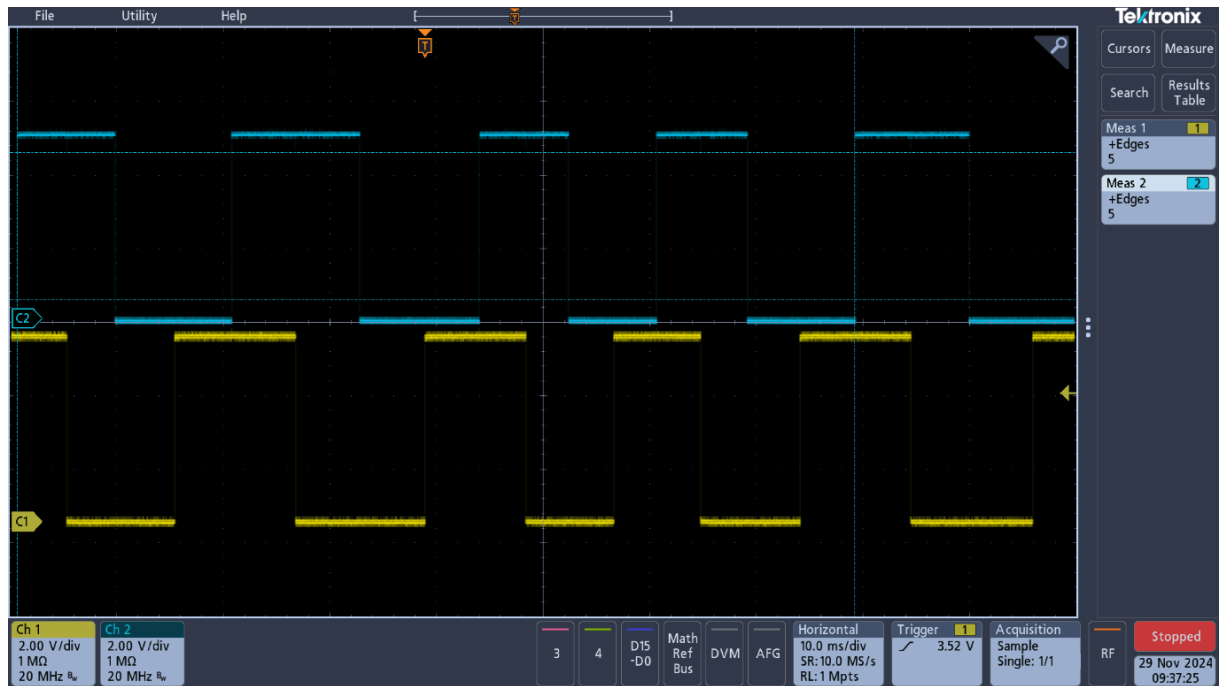 File Utility Help [ T ] Tektronix
T
Cursors Measure
Search Results
Table
Meas 1 1
+Edges
5
Meas 2 2
+Edges
5
C2
C1
Ch 1
2.00 V/div
1 MΩ
20 MHz Bw
Ch 2
2.00 V/div
1 MΩ
20 MHz Bw
3
4
D15
-D0
Math
Ref
Bus
DVM
AFG
Horizontal
10.0 ms/div
SR:10.0 MS/s
RL:1 Mpts
Trigger 1
3.52 V
Acquisition
Sample
Single: 1/1
RF
Stopped
29 Nov 2024
09:37:25